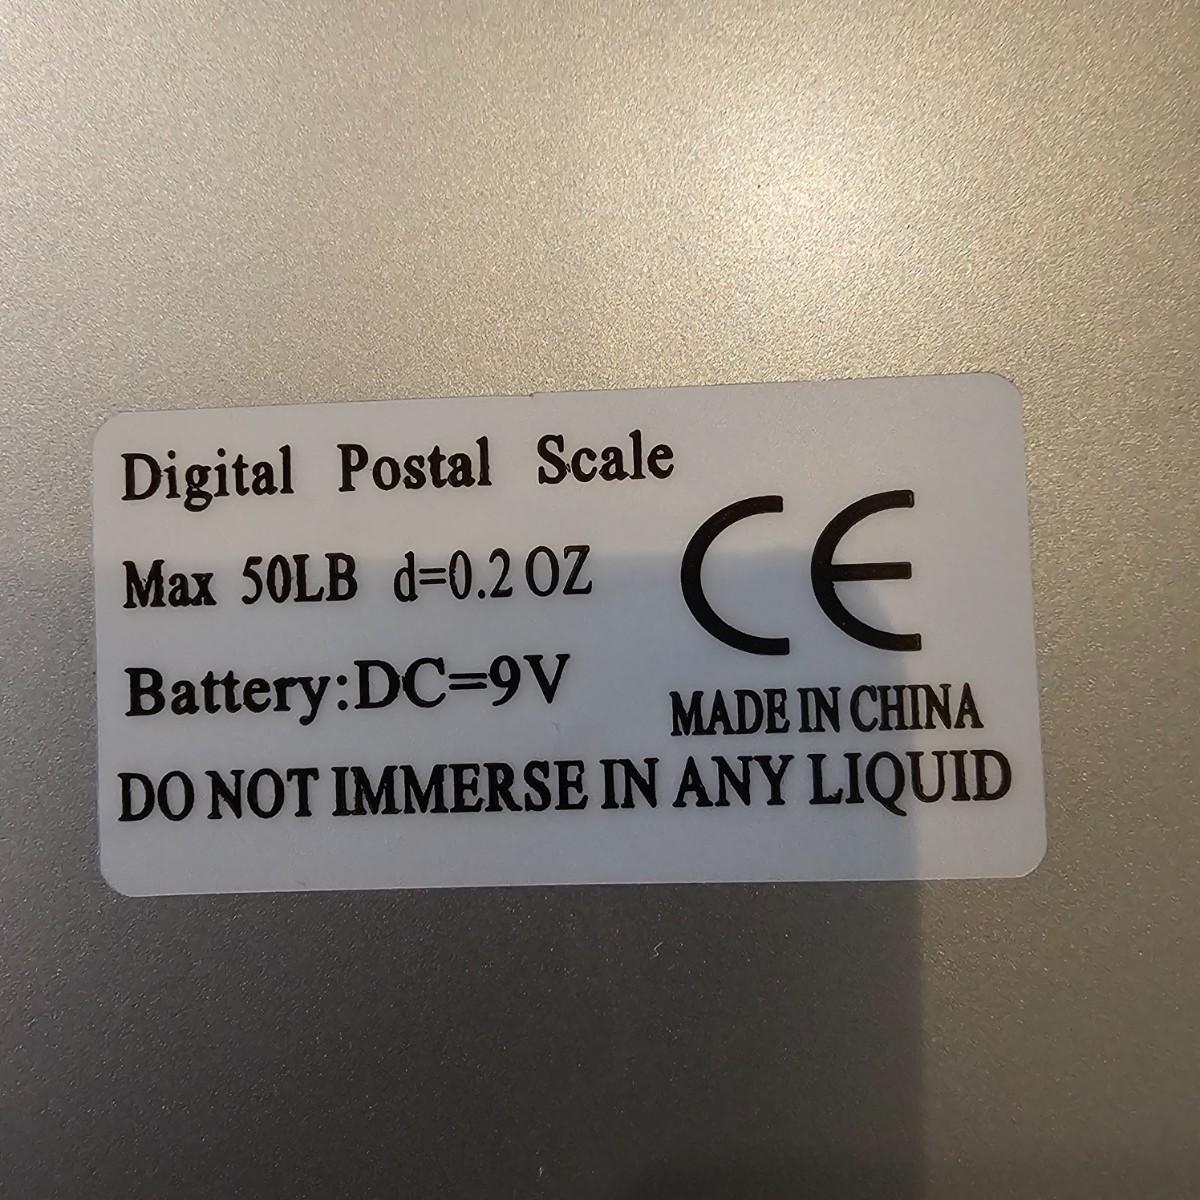 Digital Postal Scale
Max 50LB d=0.2 OZ
CE
Battery:DC=9V
MADE IN CHINA
DO NOT IMMERSE IN ANY LIQUID